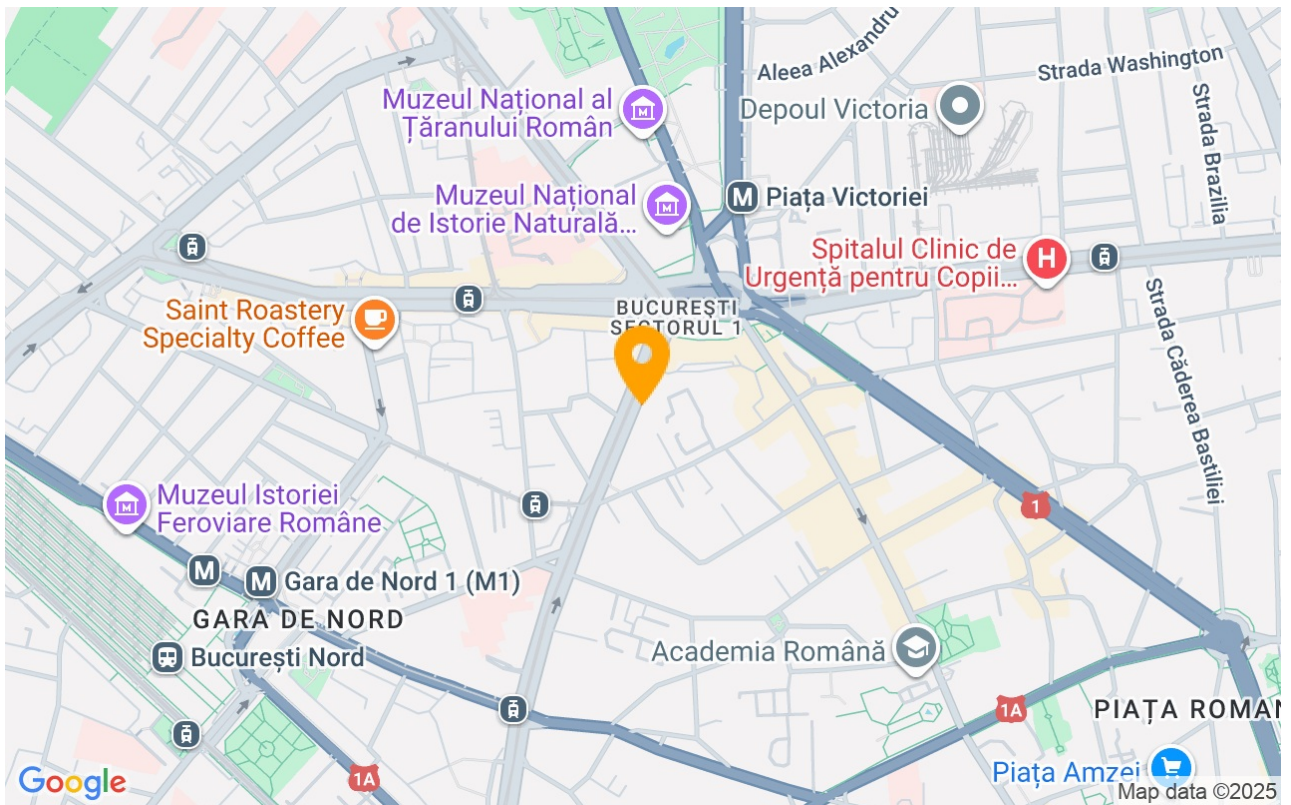 Aleea Alexandru
Strada Washington
Muzeul Național al
Țăranului Român
Depoul Victoria
Strada Brazilia
Muzeul Național
de Istorie Naturală...
M
Piața Victoriei
Spitalul Clinic de
Urgență pentru Copii...
H
Saint Roastery
Specialty Coffee
BUCUREȘTI
SECTORUL 1
Strada Căderea Bastiliei
Muzeul Istoriei
Feroviare Române
1
M
M
Gara de Nord 1 (M1)
GARA DE NORD
București Nord
Academia Română
1A
PIAȚA ROMAN
1A
Piața Amzei
Google
Map data ©2025